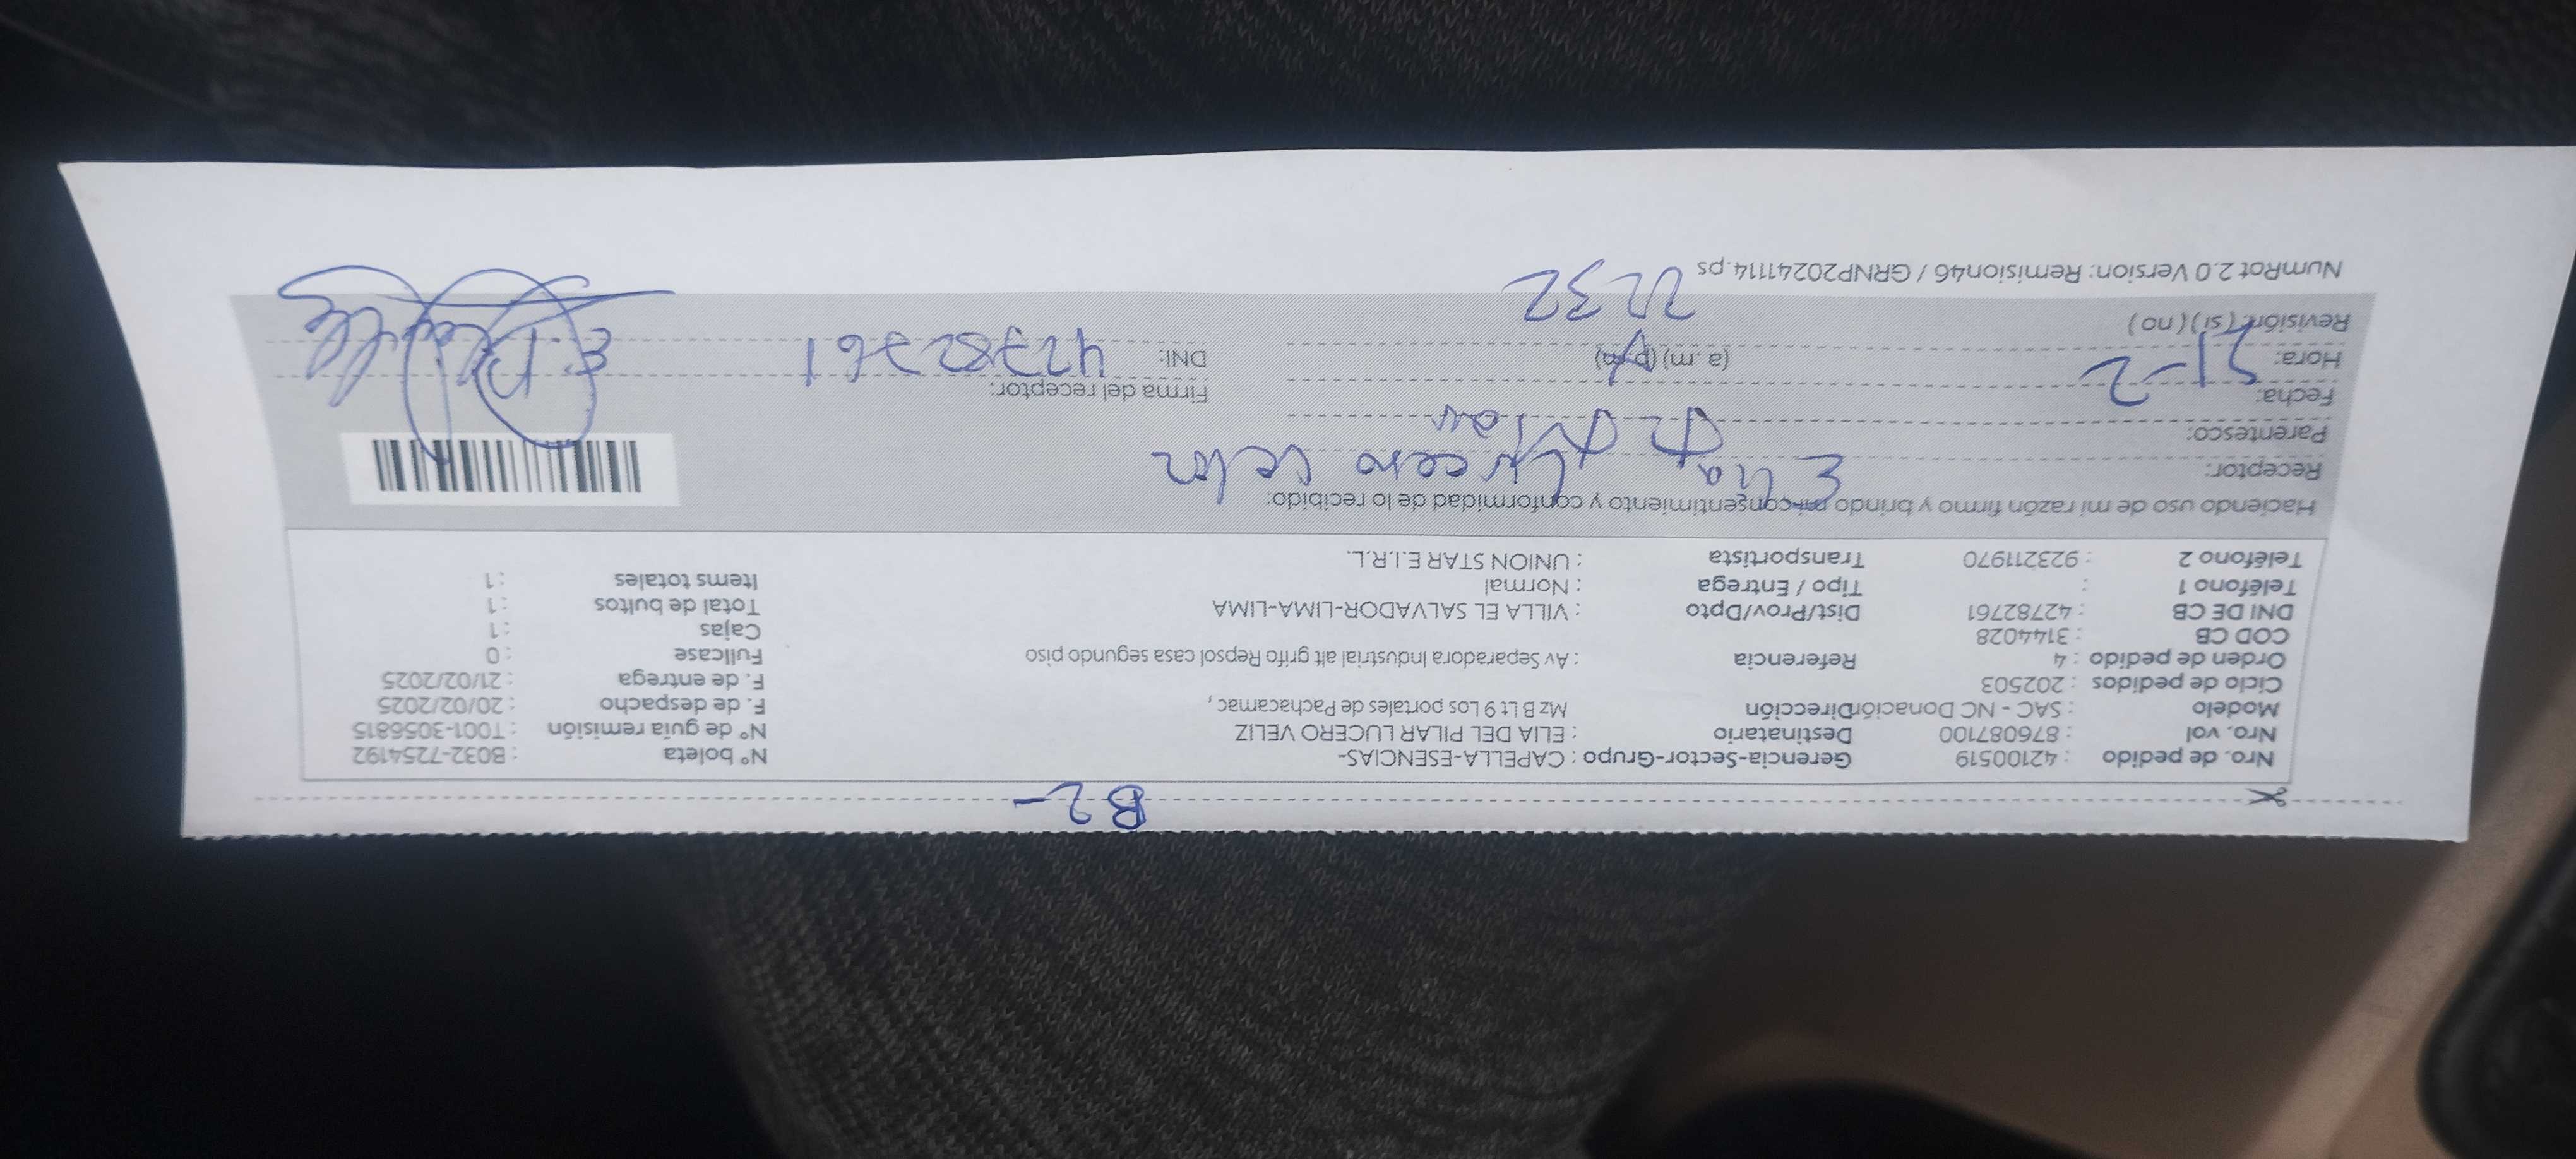 B2-
Nro. de pedido : 42100519 Gerencia-Sector-Grupo : CAPELLA-ESENCIAS- N° boleta : B032-7254192
Nro. vol : 876087100 Destinatario : ELIA DEL PILAR LUCERO VELIZ N° de guía remisión : T001-3056815
Modelo : SAC - NC Donación Dirección Mz B Lt 9 Los portales de Pachacamac , F. de despacho : 20/02/2025
Ciclo de pedidos : 202503 F. de entrega : 21/02/2025
Orden de pedido : 4 Referencia : Av Separadora Industrial alt grifo Repsol casa segundo piso Fullcase : 0
COD CB : 3144028 Cajas : 1
DNI DE CB : 42782761 Dist/Prov/Dpto : VILLA EL SALVADOR-LIMA-LIMA Total de bultos : 1
Teléfono 1 : Tipo / Entrega : Normal Items totales : 1
Teléfono 2 : 923211970 Transportista : UNION STAR E.I.R.L.
Haciendo uso de mi razón firmo y brindo mi consentimiento y conformidad de lo recibido:
Receptor: Elia Lucero
Parentesco:
Fecha: 21-2 Firma del receptor:
Hora: (a. m) (p. m) DNI: 42782761
Revisión: (si) (no)
2232
NumRot 2.0 Version: Remision46 / GRNP20241114.ps